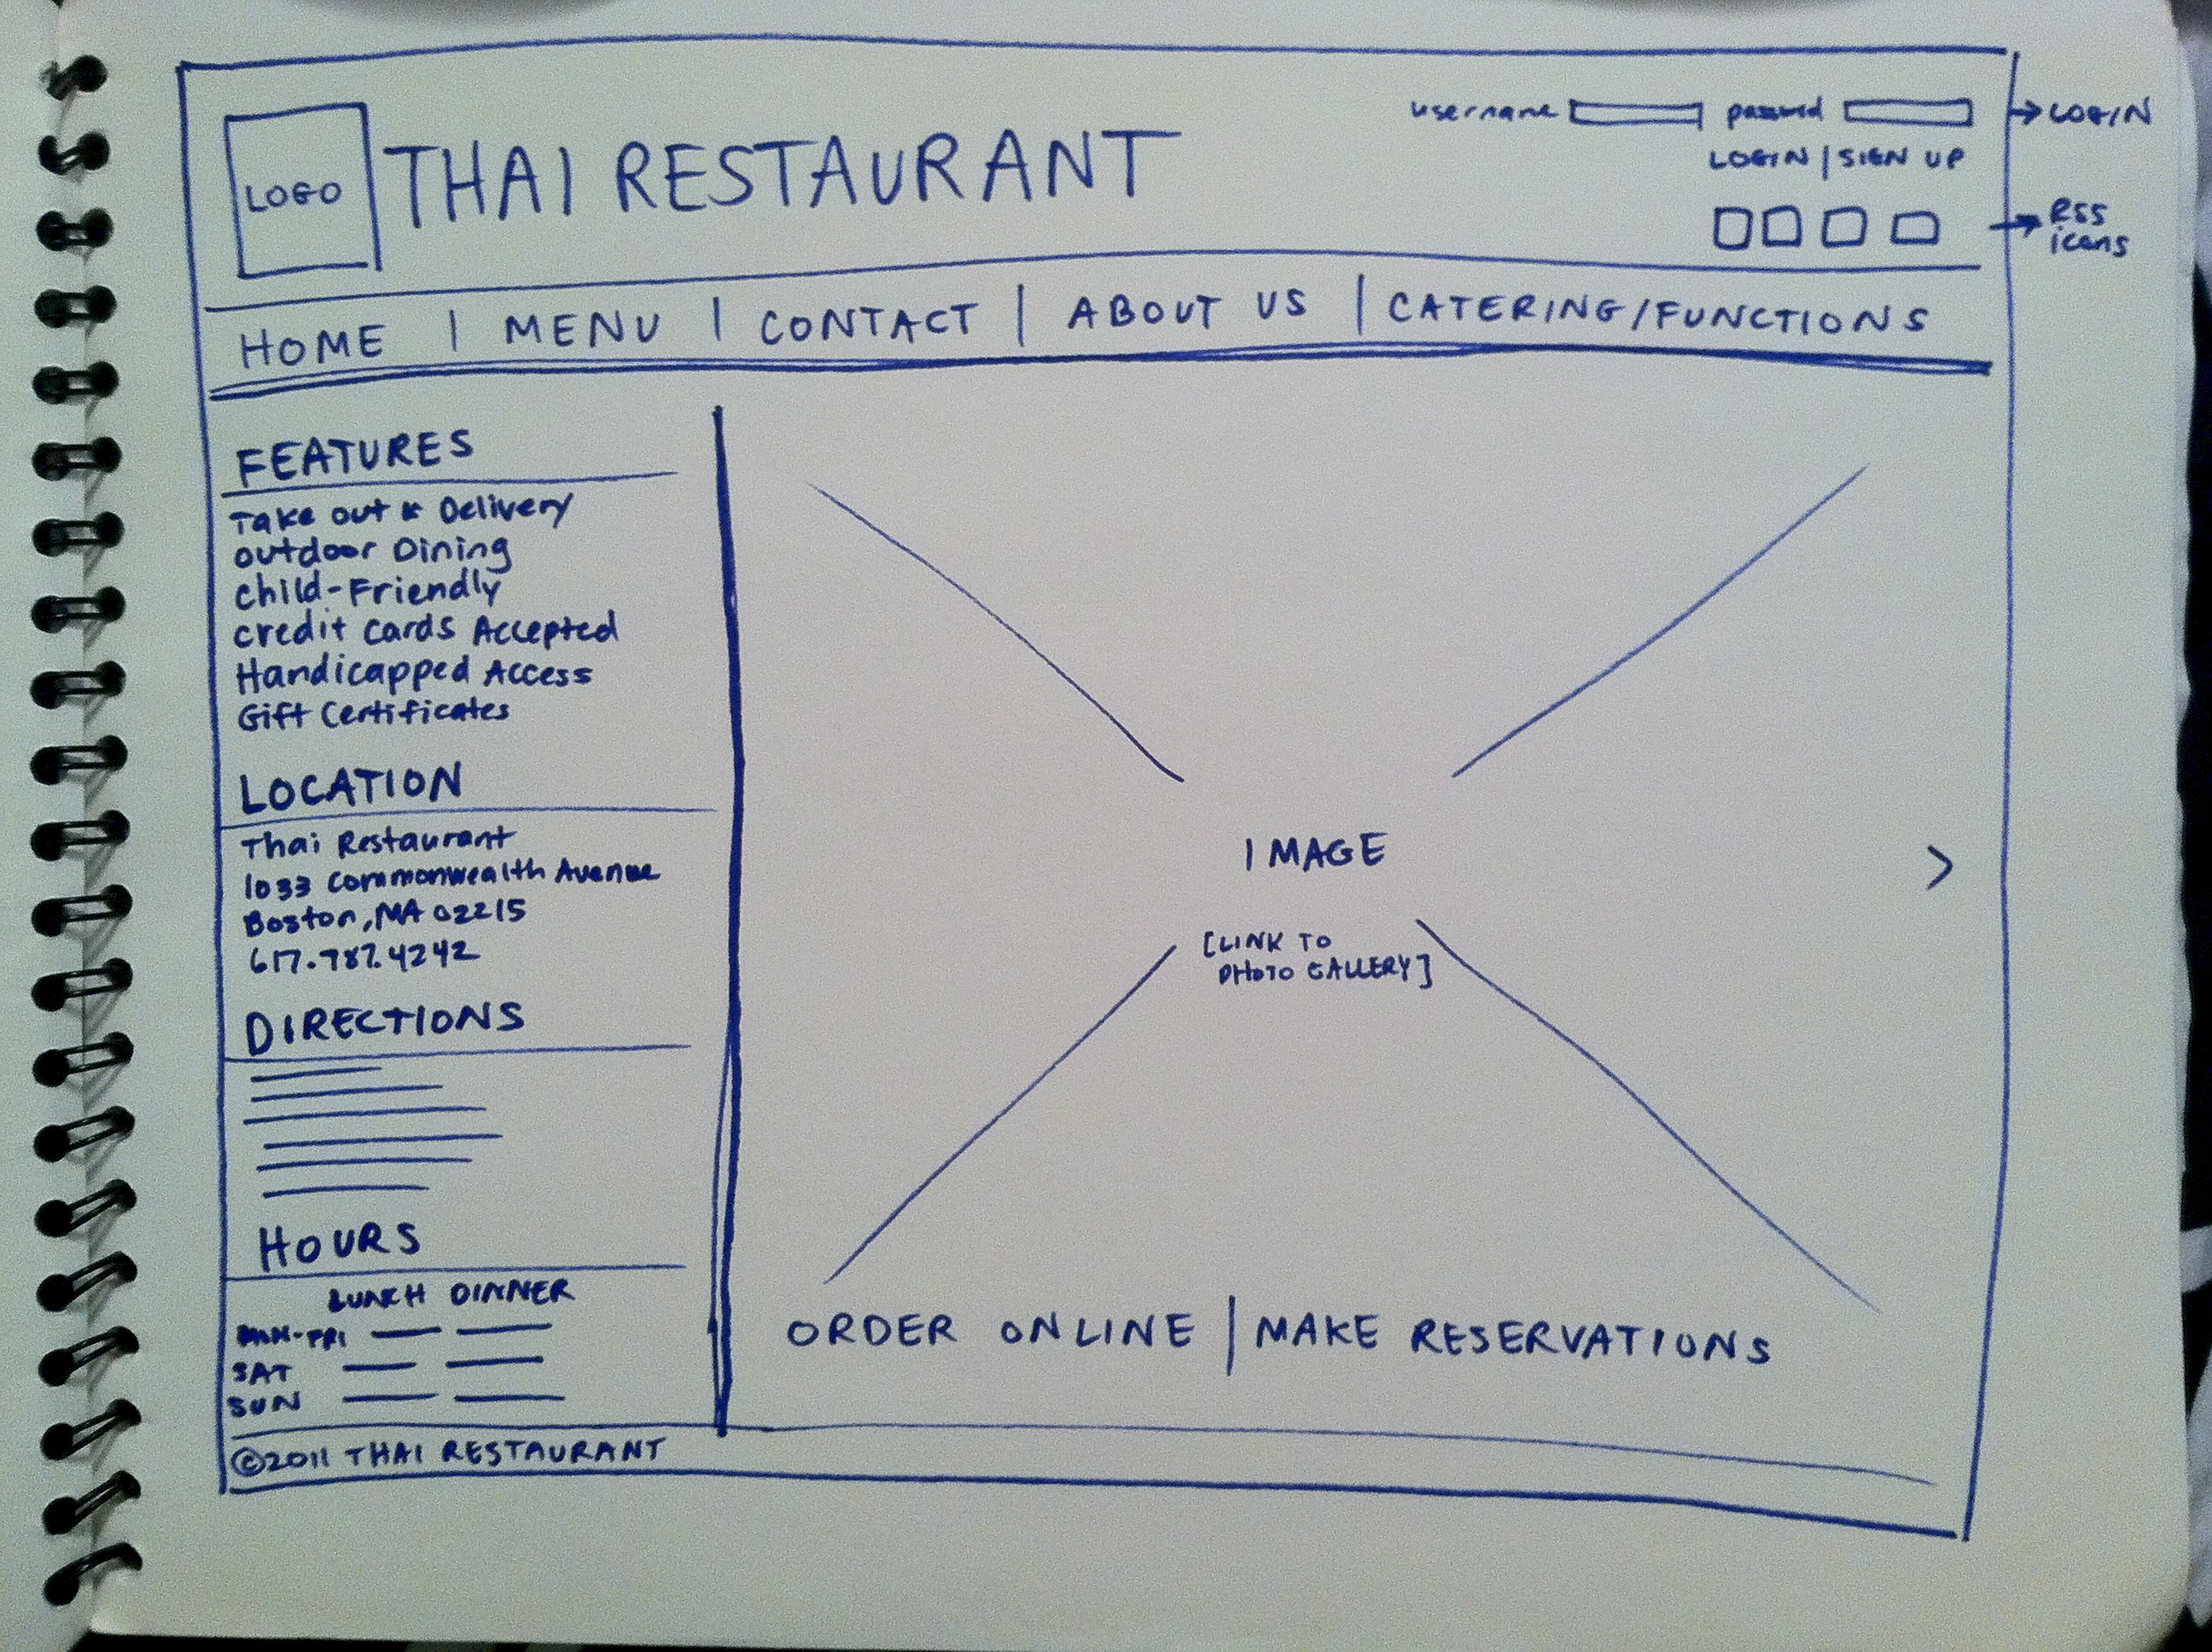 username password → LOGIN
LOGIN | SIGN UP
LOGO THAI RESTAURANT
→ RSS
icons
HOME | MENU | CONTACT | ABOUT US | CATERING/FUNCTIONS
FEATURES
Take out & Delivery
outdoor Dining
child-Friendly
credit cards Accepted
Handicapped Access
Gift Certificates
LOCATION
Thai Restaurant
1033 Commonwealth Avenue
Boston, MA 02215
617.787.4242
DIRECTIONS
HOURS
LUNCH DINNER
MON-FRI
SAT
SUN
IMAGE
[LINK TO
PHOTO GALLERY]
>
ORDER ONLINE | MAKE RESERVATIONS
©2011 THAI RESTAURANT